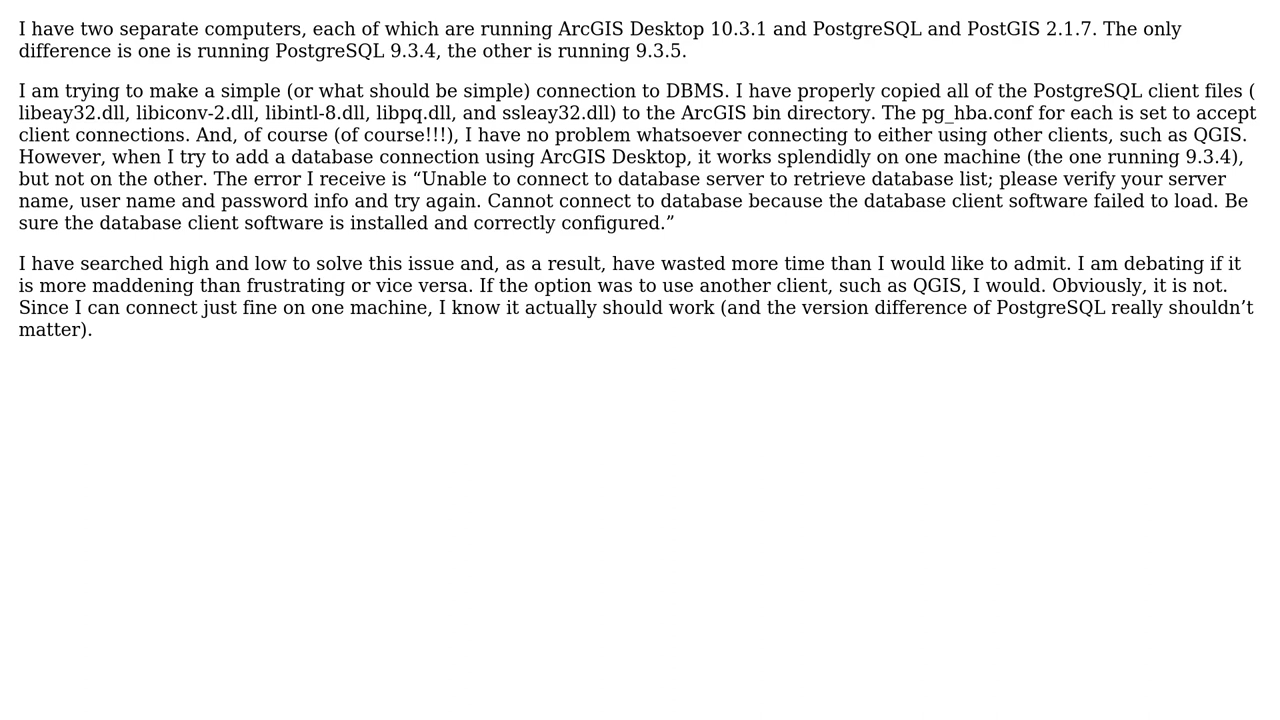 I have two separate computers, each of which are running ArcGIS Desktop 10.3.1 and PostgreSQL and PostGIS 2.1.7. The only
difference is one is running PostgreSQL 9.3.4, the other is running 9.3.5.
I am trying to make a simple (or what should be simple) connection to DBMS. I have properly copied all of the PostgreSQL client files (
libeay32.dll, libiconv-2.dll, libintl-8.dll, libpq.dll, and ssleay32.dll) to the ArcGIS bin directory. The pg_hba.conf for each is set to accept
client connections. And, of course (of course!!!), I have no problem whatsoever connecting to either using other clients, such as QGIS.
However, when I try to add a database connection using ArcGIS Desktop, it works splendidly on one machine (the one running 9.3.4),
but not on the other. The error I receive is “Unable to connect to database server to retrieve database list; please verify your server
name, user name and password info and try again. Cannot connect to database because the database client software failed to load. Be
sure the database client software is installed and correctly configured.”
I have searched high and low to solve this issue and, as a result, have wasted more time than I would like to admit. I am debating if it
is more maddening than frustrating or vice versa. If the option was to use another client, such as QGIS, I would. Obviously, it is not.
Since I can connect just fine on one machine, I know it actually should work (and the version difference of PostgreSQL really shouldn’t
matter).